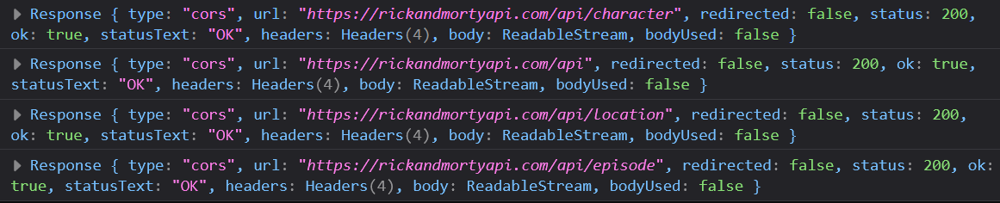 Response { type: "cors", url: "https://rickandmortyapi.com/api/character", redirected: false, status: 200,
ok: true, statusText: "OK", headers: Headers(4), body: ReadableStream, bodyUsed: false }
Response { type: "cors", url: "https://rickandmortyapi.com/api", redirected: false, status: 200, ok: true,
statusText: "OK", headers: Headers(4), body: ReadableStream, bodyUsed: false }
Response { type: "cors", url: "https://rickandmortyapi.com/api/location", redirected: false, status: 200,
ok: true, statusText: "OK", headers: Headers(4), body: ReadableStream, bodyUsed: false }
Response { type: "cors", url: "https://rickandmortyapi.com/api/episode", redirected: false, status: 200, ok:
true, statusText: "OK", headers: Headers(4), body: ReadableStream, bodyUsed: false }